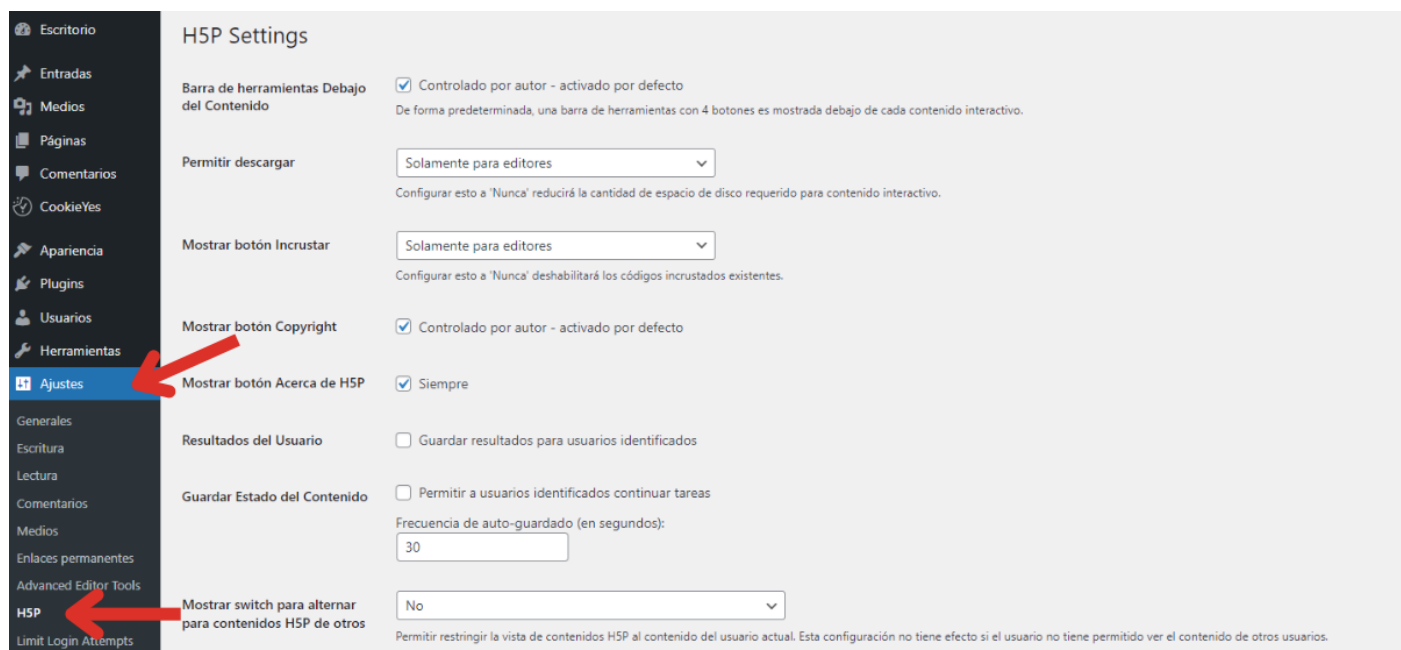 Escritorio
Entradas
Medios
Páginas
Comentarios
CookieYes
Apariencia
Plugins
Usuarios
Herramientas
Ajustes
Generales
Escritura
Lectura
Comentarios
Medios
Enlaces permanentes
Advanced Editor Tools
H5P
Limit Login Attempts
H5P Settings
Barra de herramientas Debajo
del Contenido
Controlado por autor - activado por defecto
De forma predeterminada, una barra de herramientas con 4 botones es mostrada debajo de cada contenido interactivo.
Permitir descargar
Solamente para editores
Configurar esto a 'Nunca' reducirá la cantidad de espacio de disco requerido para contenido interactivo.
Mostrar botón Incrustar
Solamente para editores
Configurar esto a 'Nunca' deshabilitará los códigos incrustados existentes.
Mostrar botón Copyright
Controlado por autor - activado por defecto
Mostrar botón Acerca de H5P
Siempre
Resultados del Usuario
Guardar resultados para usuarios identificados
Guardar Estado del Contenido
Permitir a usuarios identificados continuar tareas
Frecuencia de auto-guardado (en segundos):
30
Mostrar switch para alternar
para contenidos H5P de otros
No
Permitir restringir la vista de contenidos H5P al contenido del usuario actual. Esta configuración no tiene efecto si el usuario no tiene permitido ver el contenido de otros usuarios.